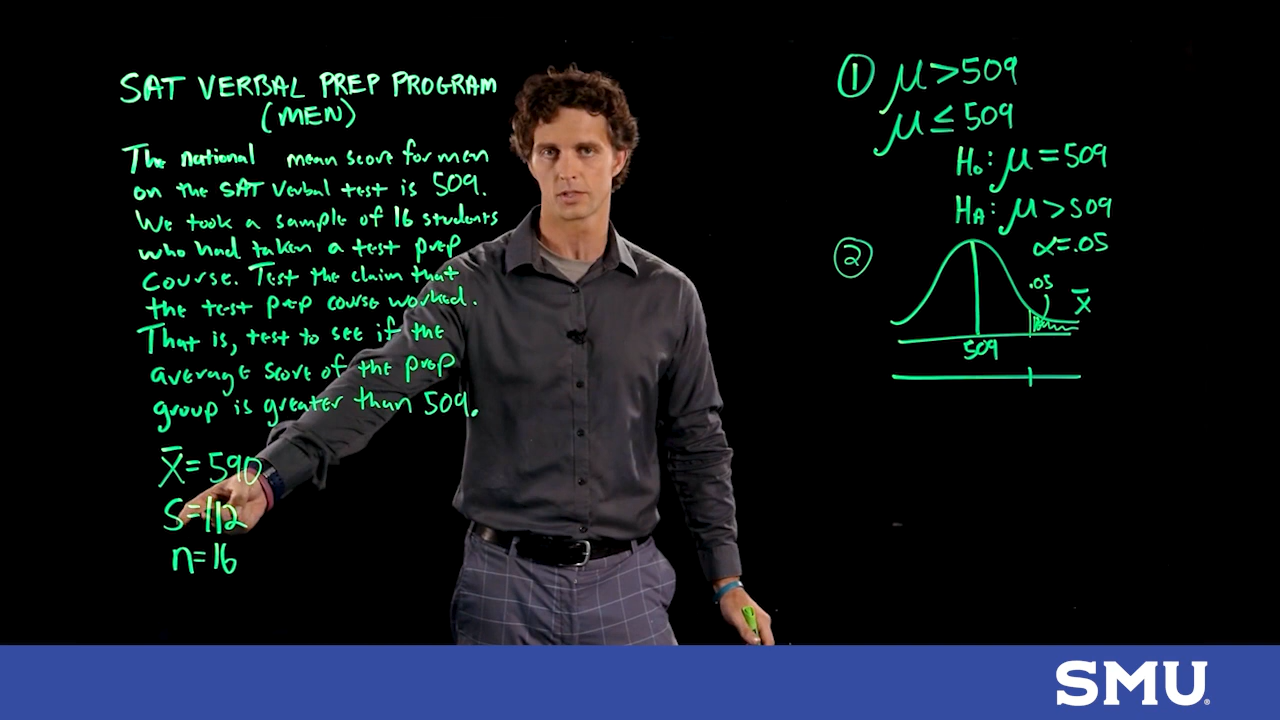 SAT VERBAL PREP PROGRAM
(MEN)
The national mean score for men
on the SAT Verbal test is 509.
We took a sample of 16 students
who had taken a test prep
course. Test the claim that
the test prep course worked.
That is, test to see if the
average score of the prep
group is greater than 509.
x̄ = 590
S = 112
n = 16
① μ > 509
μ ≤ 509
H₀: μ = 509
H_A: μ > 509
② α = .05
.05
x̄
509
SMU